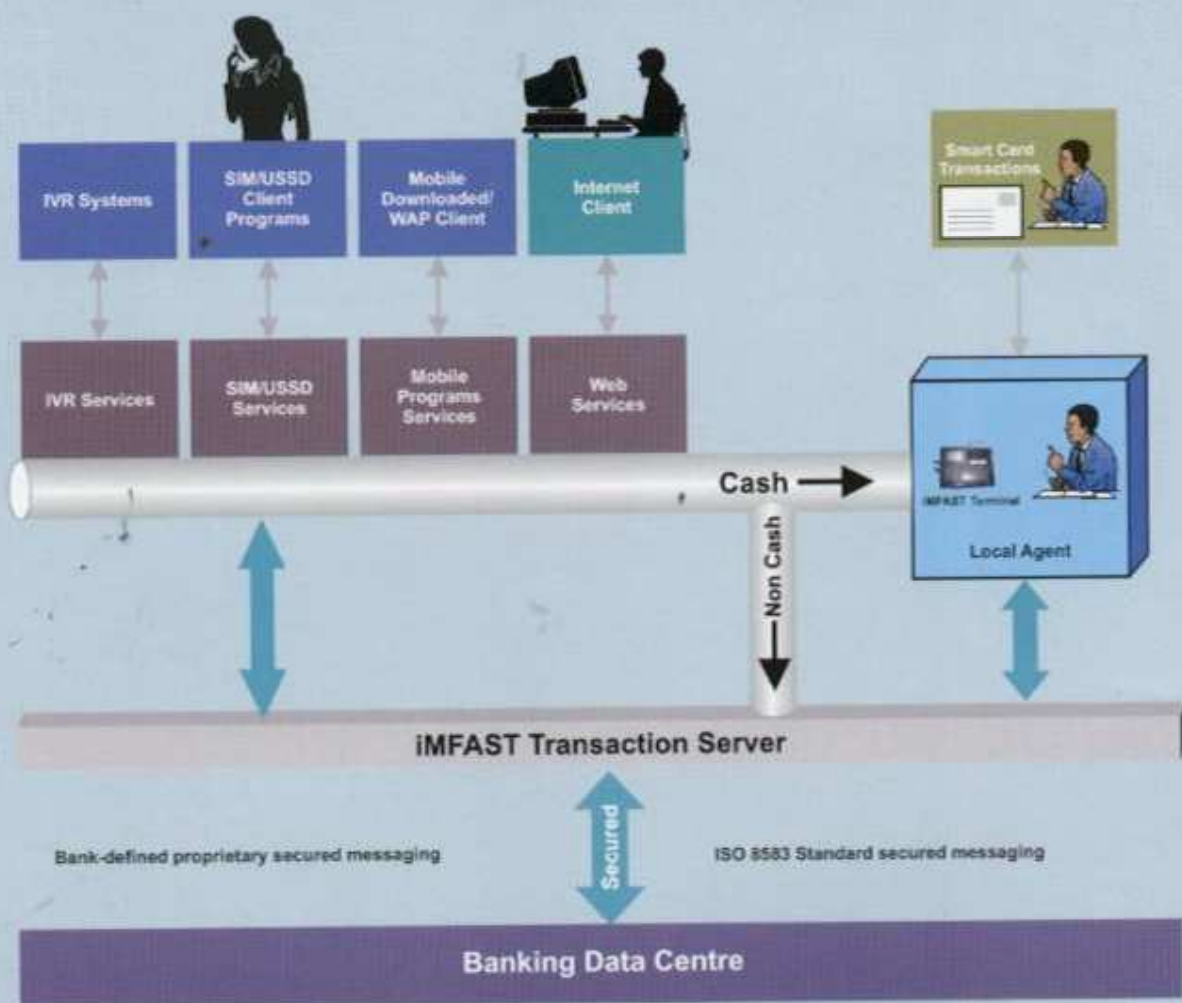 IVR Systems
SIM/USSD
Client
Programs
Mobile
Downloaded/
WAP Client
Internet
Client
Smart Card
Transactions
IVR Services
SIM/USSD
Services
Mobile
Programs
Services
Web
Services
Cash
Non Cash
iMFAST Terminal
Local Agent
iMFAST Transaction Server
Secured
Bank-defined proprietary secured messaging
ISO 8583 Standard secured messaging
Banking Data Centre